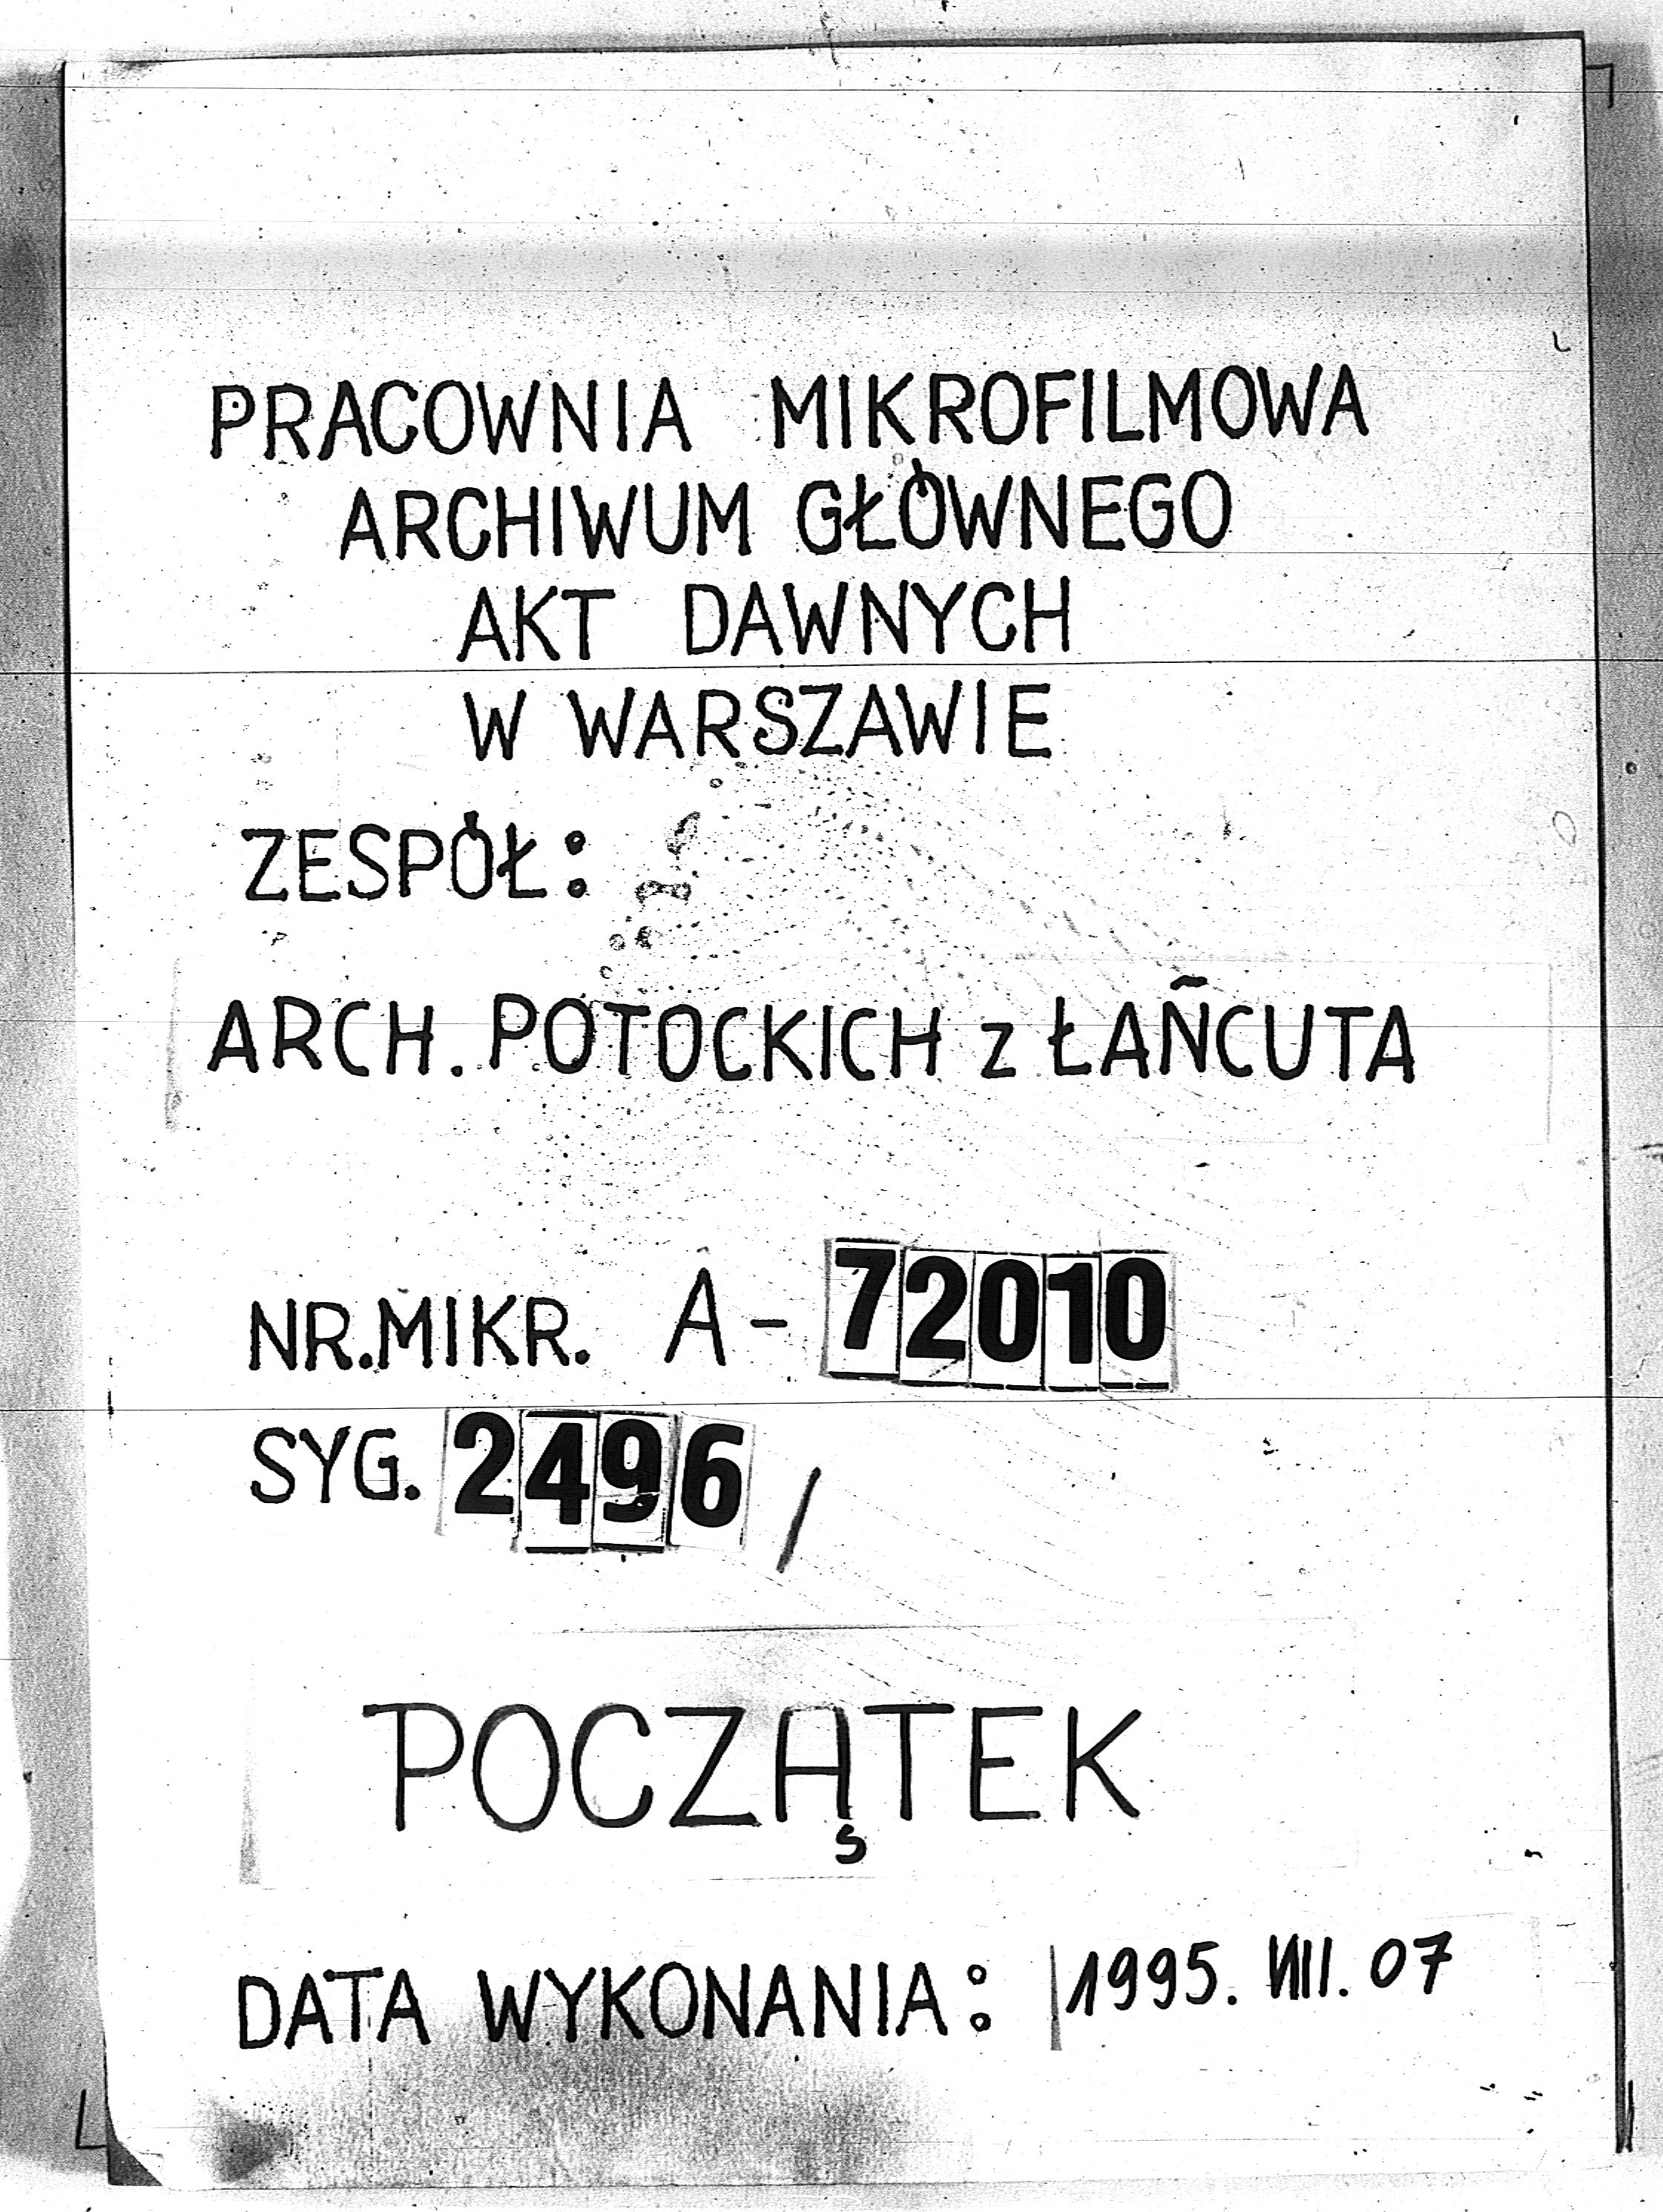 PRACOWNIA MIKROFILMOWA
ARCHIWUM GŁÓWNEGO
AKT DAWNYCH
W WARSZAWIE
ZESPÓŁ:
ARCH. POTOCKICH z ŁAŃCUTA
NR.MIKR. A-72010
SYG. 2496/
POCZĄTEK
DATA WYKONANIA: 1995. VIII. 07